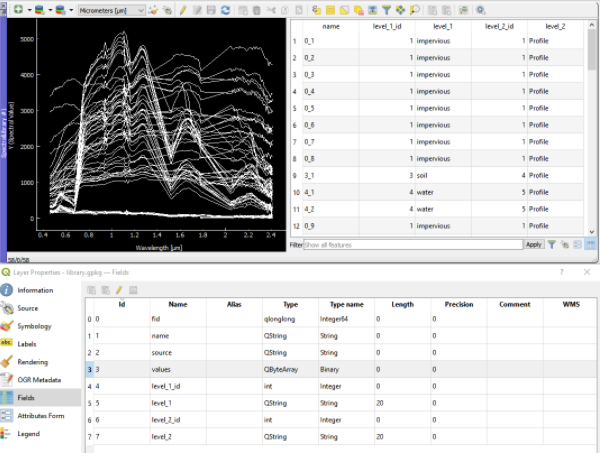 Micrometers [µm]
name level_1_id level_1 level_2_id level_2
1 0_1 1 impervious 1 Profile
2 0_2 1 impervious 1 Profile
3 0_3 1 impervious 1 Profile
4 0_4 1 impervious 1 Profile
5 0_5 1 impervious 1 Profile
6 0_6 1 impervious 1 Profile
7 0_7 1 impervious 1 Profile
8 0_8 1 impervious 1 Profile
9 3_1 3 soil 4 Profile
10 4_1 4 water 5 Profile
11 4_2 4 water 5 Profile
12 0_9 1 impervious 1 Profile
Spectral Library #1
Y (Spectral Value)
5000
4000
3000
2000
1000
0
0.4 0.6 0.8 1 1.2 1.4 1.6 1.8 2 2.2 2.4
Wavelength [µm]
Filter Show all features Apply
58/0/58
Layer Properties - library.gpkg — Fields
Information
Source
Symbology
abc Labels
Rendering
OGR Metadata
Fields
Attributes Form
Legend
Id Name Alias Type Type name Length Precision Comment WMS
0 0 fid qlonglong Integer64 0 0
1 1 name QString String 0 0
2 2 source QString String 0 0
3 3 values QByteArray Binary 0 0
4 4 level_1_id int Integer 0 0
5 5 level_1 QString String 20 0
6 6 level_2_id int Integer 0 0
7 7 level_2 QString String 20 0